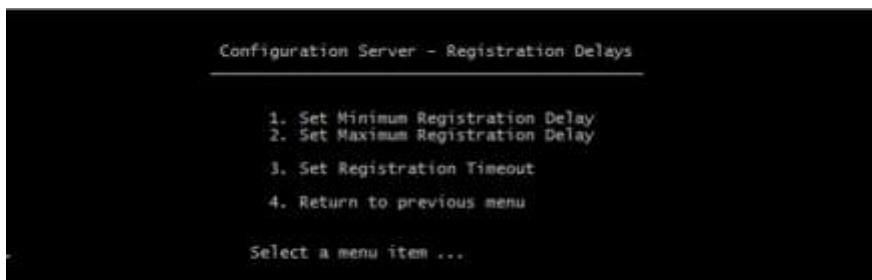 Configuration Server - Registration Delays
1. Set Minimum Registration Delay
2. Set Maximum Registration Delay
3. Set Registration Timeout
4. Return to previous menu
Select a menu item ...